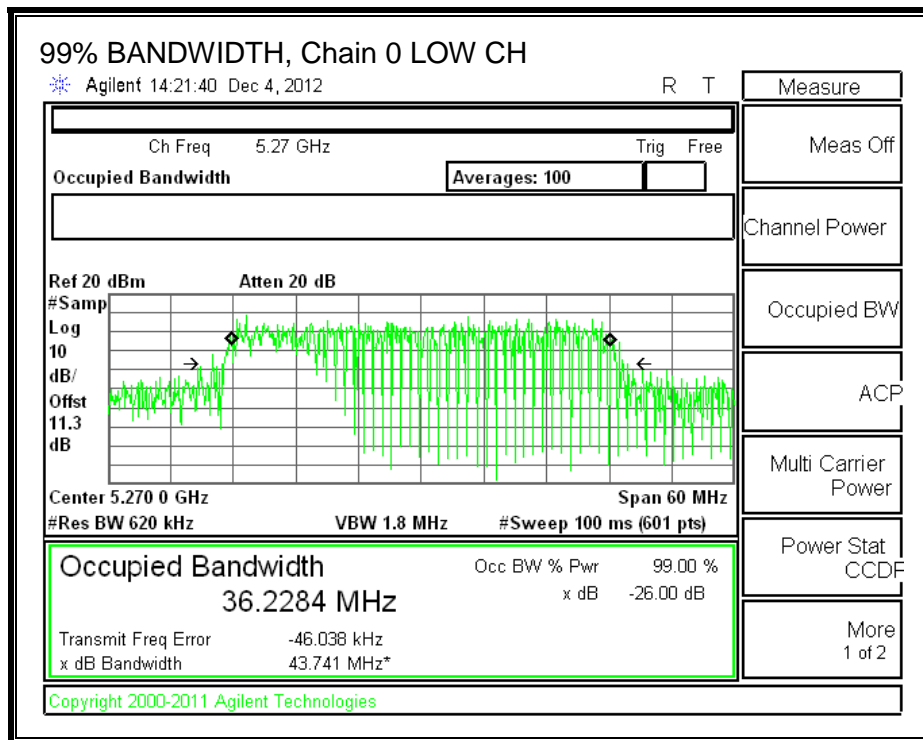 99% BANDWIDTH, Chain 0 LOW CH
Agilent 14:21:40 Dec 4, 2012 R T
Measure
Ch Freq 5.27 GHz Trig Free
Meas Off
Occupied Bandwidth Averages: 100
Channel Power
Ref 20 dBm Atten 20 dB
#Samp
Log
10
dB/
Offst
11.3
dB
Occupied BW
ACP
Multi Carrier
Power
Center 5.270 0 GHz Span 60 MHz
#Res BW 620 kHz VBW 1.8 MHz #Sweep 100 ms (601 pts)
Power Stat
CCDF
Occupied Bandwidth Occ BW % Pwr 99.00 %
36.2284 MHz x dB -26.00 dB
Transmit Freq Error -46.038 kHz
x dB Bandwidth 43.741 MHz*
More
1 of 2
Copyright 2000-2011 Agilent Technologies